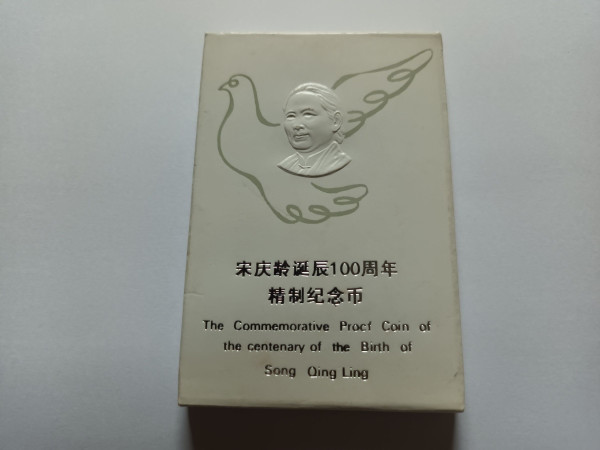 宋庆龄诞辰100周年
精制纪念币
The Commemorative Proof Coin of
the centenary of the Birth of
Song Qing Ling